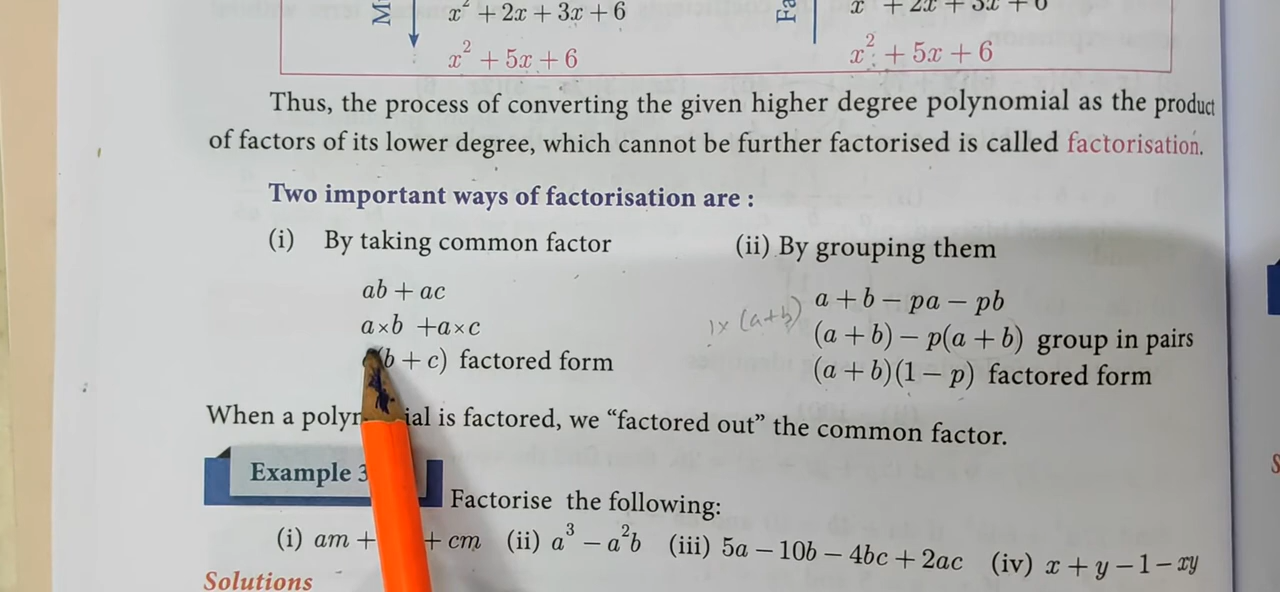 x² + 2x + 3x + 6
x² + 5x + 6
x² + 2x + 3x + 6
x² + 5x + 6
Thus, the process of converting the given higher degree polynomial as the product
of factors of its lower degree, which cannot be further factorised is called factorisation.
Two important ways of factorisation are :
(i) By taking common factor
ab + ac
a×b +a×c
(b + c) factored form
(ii) By grouping them
a + b − pa − pb
1× (a+b)
(a + b) − p(a + b) group in pairs
(a + b)(1 − p) factored form
When a is factored, we “factored out” the common factor.
Example 3
Factorise the following:
(i) am + + cm (ii) a³ − a²b (iii) 5a − 10b − 4bc + 2ac (iv) x + y − 1 − xy
Solutions